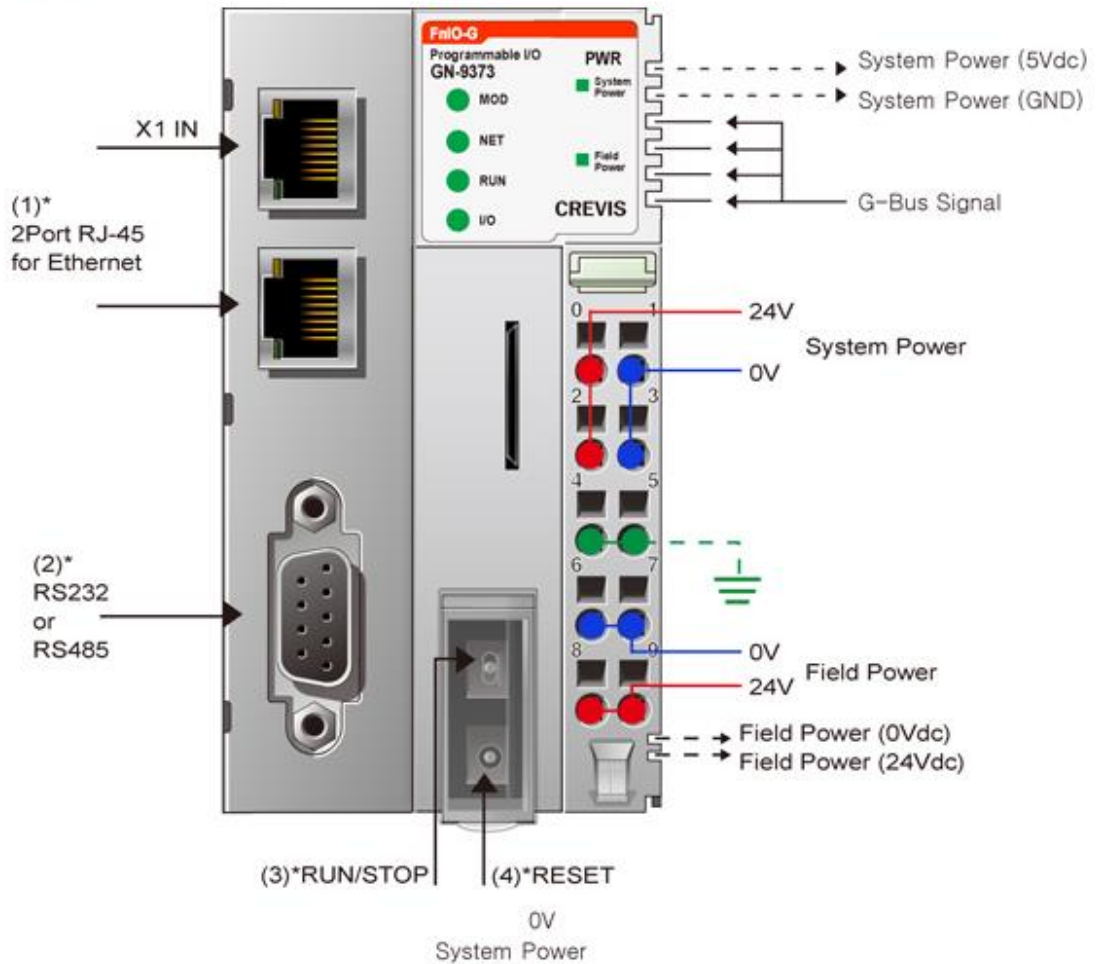 FnIO-G
Programmable I/O
GN-9373
PWR
System
Power
MOD
NET
Field
Power
RUN
I/O
CREVIS
System Power (5Vdc)
System Power (GND)
G-Bus Signal
X1 IN
(1)*
2Port RJ-45
for Ethernet
(2)*
RS232
or
RS485
0 1
2 3
4 5
6 7
8 9
24V
System Power
0V
0V
Field Power
24V
Field Power (0Vdc)
Field Power (24Vdc)
(3)*RUN/STOP
(4)*RESET
0V
System Power